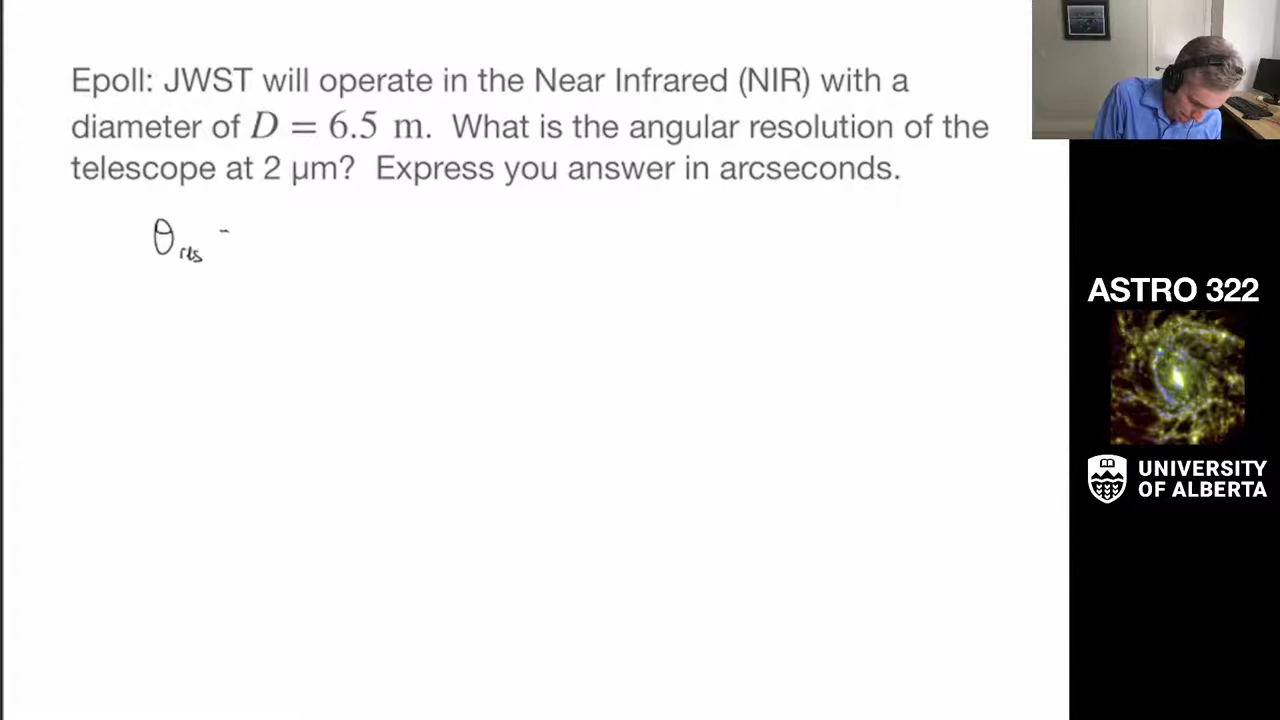 Epoll: JWST will operate in the Near Infrared (NIR) with a
diameter of D = 6.5 m. What is the angular resolution of the
telescope at 2 μm? Express you answer in arcseconds.
θres -
ASTRO 322
UNIVERSITY
OF ALBERTA